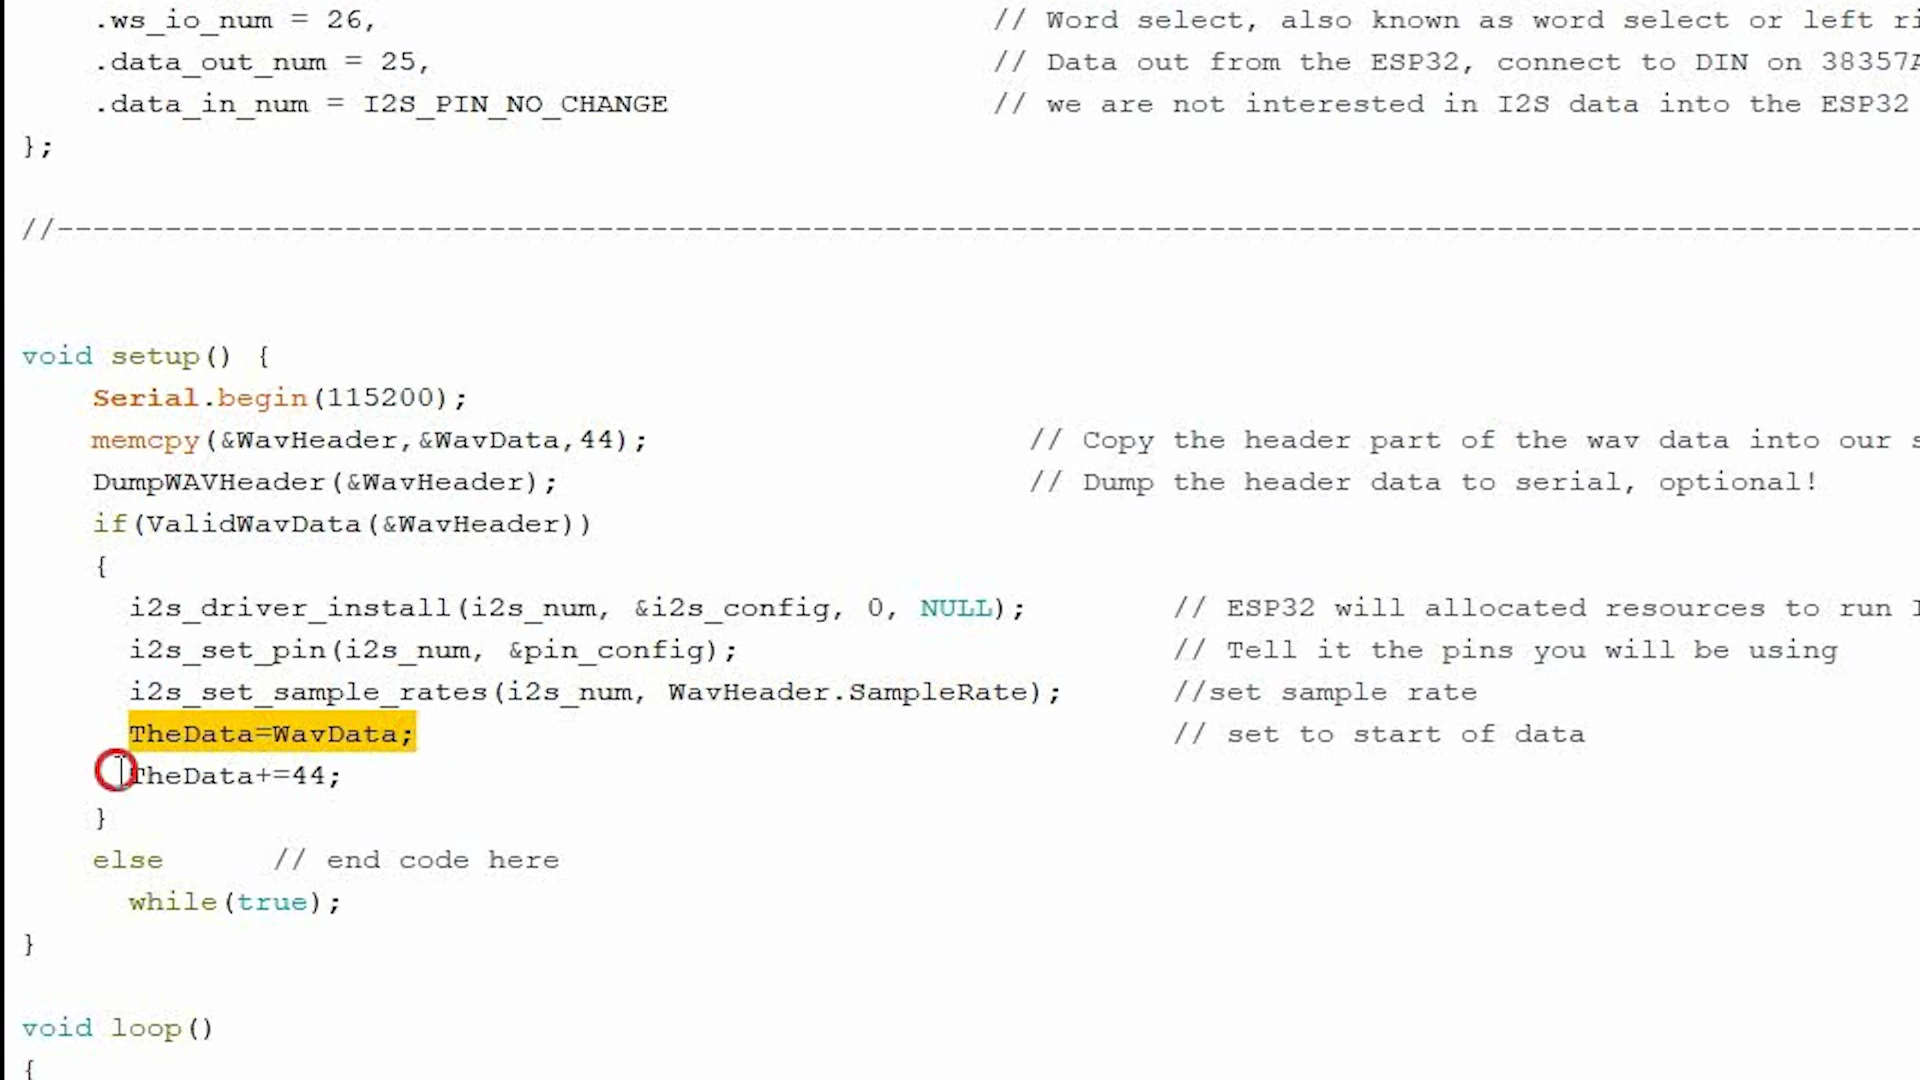 .ws_io_num = 26, // Word select, also known as word select or left
.data_out_num = 25, // Data out from the ESP32, connect to DIN on 38357A
.data_in_num = I2S_PIN_NO_CHANGE // we are not interested in I2S data into the ESP32
};
//--------------------------------------------------------------------------------------------------------
void setup() {
Serial.begin(115200);
memcpy(&WavHeader,&WavData,44); // Copy the header part of the wav data into our
DumpWAVHeader(&WavHeader); // Dump the header data to serial, optional!
if(ValidWavData(&WavHeader))
{
i2s_driver_install(i2s_num, &i2s_config, 0, NULL); // ESP32 will allocated resources to run
i2s_set_pin(i2s_num, &pin_config); // Tell it the pins you will be using
i2s_set_sample_rates(i2s_num, WavHeader.SampleRate); //set sample rate
TheData=WavData; // set to start of data
TheData+=44;
}
else // end code here
while(true);
}
void loop()
{